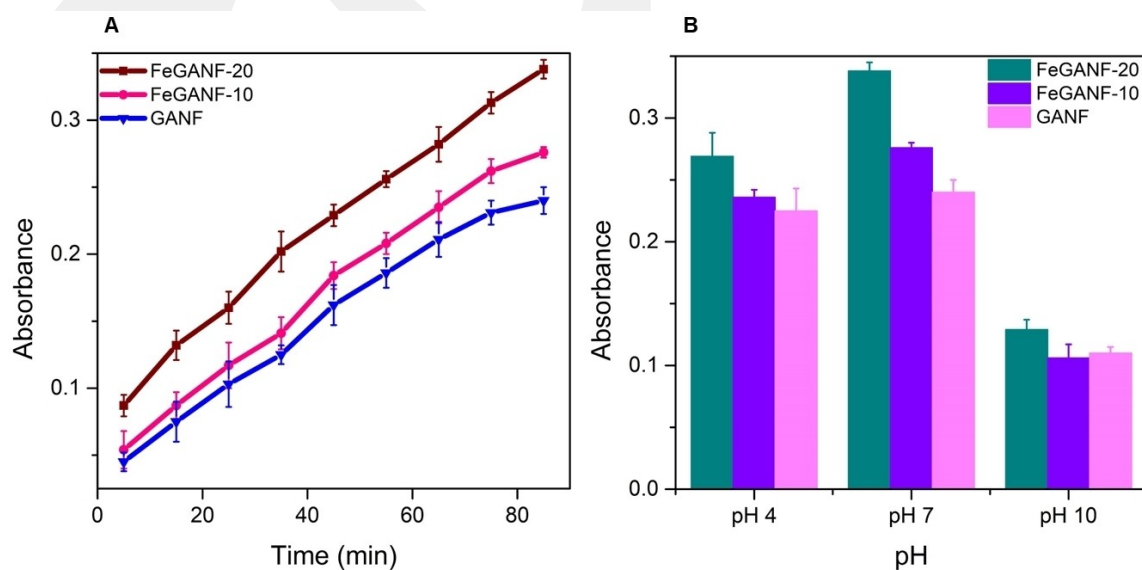 A
FeGANF-20
FeGANF-10
GANF
0.3
0.2
0.1
Absorbance
0 20 40 60 80
Time (min)
B
FeGANF-20
FeGANF-10
GANF
0.3
0.2
0.1
0.0
Absorbance
pH 4 pH 7 pH 10
pH